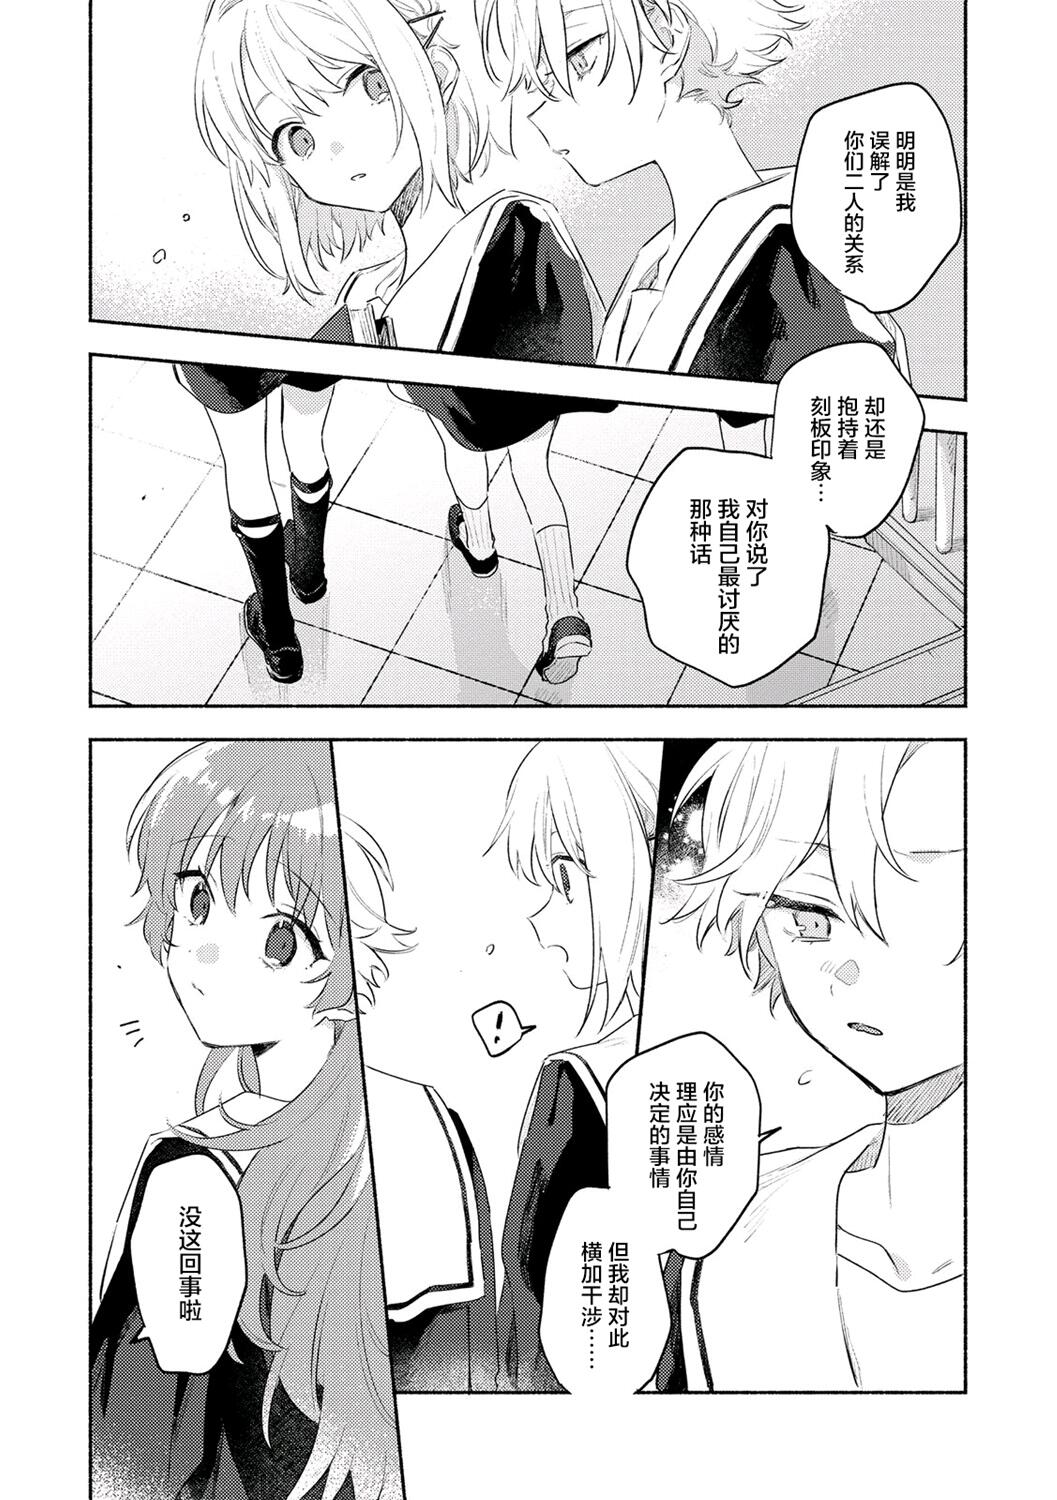 明明是我
误解了
你们二人的关系
却还是
抱持着
刻板印象…
对你说了
我自己最讨厌的
那种话
你的感情
理应是由你自己
决定的事情
但我却对此
横加干涉……
!
没这回事啦